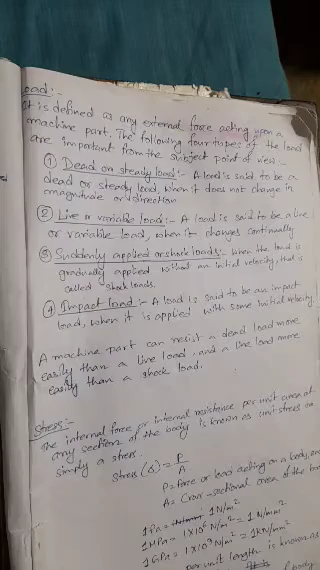 oad:-
It is defined as any external force acting upon a
machine part. The following four types of the load
are important from the subject point of view -
① Dead on steady load:- A load is said to be a
dead or steady load, when it does not change in
magnitude or direction
② Live or variable load:- A load is said to be a live
or variable load, when it changes continually
③ Suddenly applied or shock loads:- When the load is
gradually applied without an initial velocity, that is
called shock loads.
④ Impact load :- A load is said to be an impact
load, when it is applied with some initial velocity
A machine part can resist a dead load more
easily than a live load. and a live load more
easily than a shock load.
Stress:-
The internal force or internal resistence per unit area at
any section of the body is known as unit stress or
simply a stress.
Stress (σ) = P/A
P = Force or load acting on a body, and
A = Cross-sectional area of the bo
1 Pa = 1 N/m²
1 MPa = 1×10⁶ N/m² = 1 N/mm²
1 GPa = 1×10⁹ N/m² = 1 kN/mm²
per unit length is known as
body